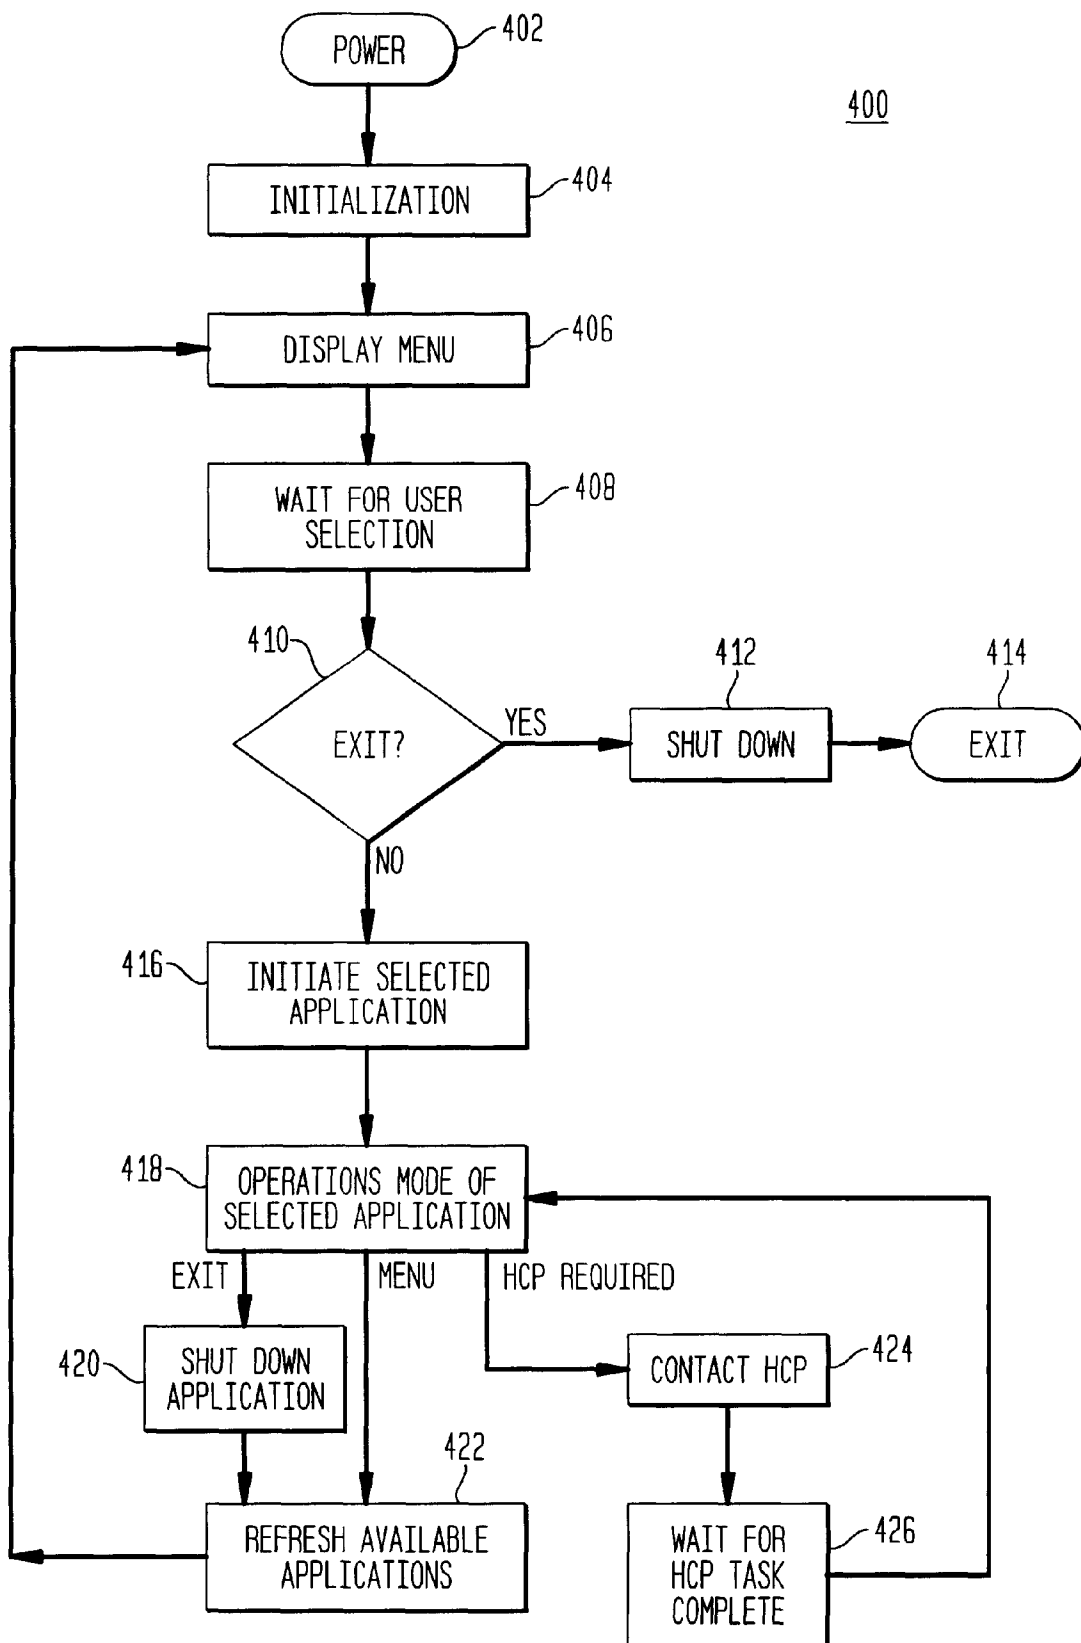 POWER
402
400
INITIALIZATION
404
DISPLAY MENU
406
WAIT FOR USER
SELECTION
408
410
EXIT?
YES
412
SHUT DOWN
414
EXIT
NO
416
INITIATE SELECTED
APPLICATION
418
OPERATIONS MODE OF
SELECTED APPLICATION
EXIT
MENU
HCP REQUIRED
420
SHUT DOWN
APPLICATION
CONTACT HCP
424
422
REFRESH AVAILABLE
APPLICATIONS
WAIT FOR
HCP TASK
COMPLETE
426